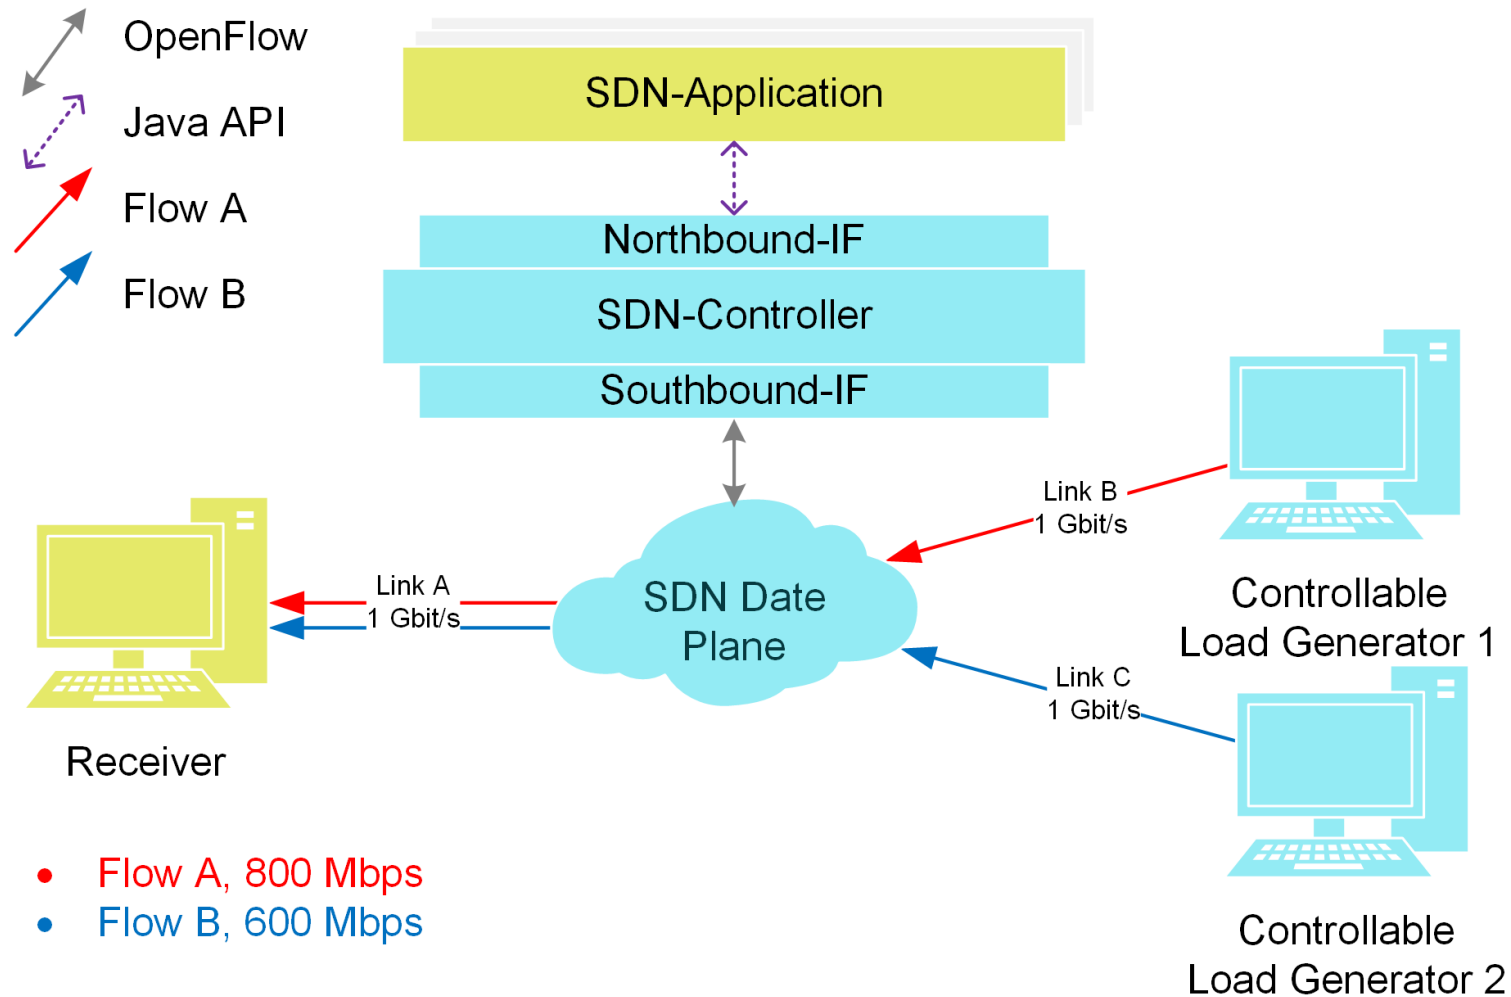 OpenFlow
Java API
Flow A
Flow B
SDN-Application
Northbound-IF
SDN-Controller
Southbound-IF
Link B
1 Gbit/s
Link A
1 Gbit/s
SDN Date
Plane
Link C
1 Gbit/s
Controllable
Load Generator 1
Receiver
Controllable
Load Generator 2
• Flow A, 800 Mbps
• Flow B, 600 Mbps